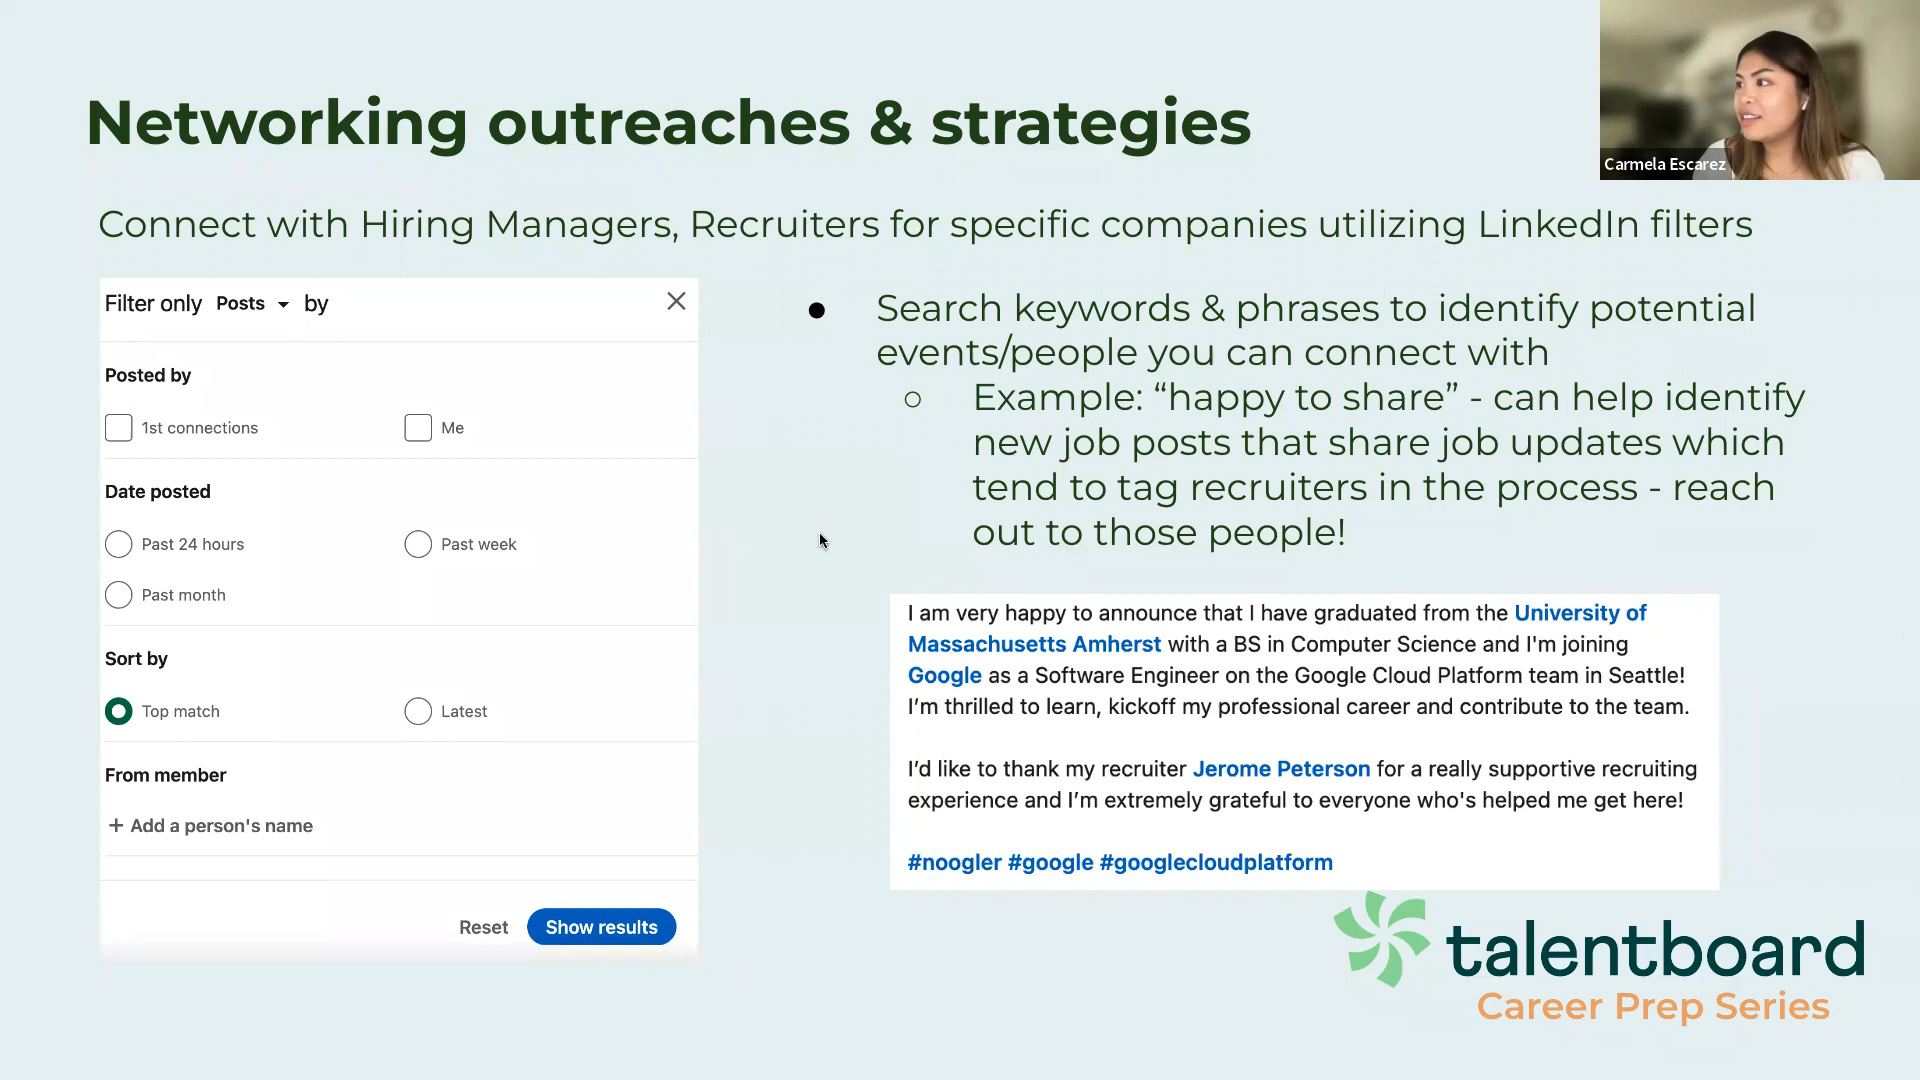 Networking outreaches & strategies
Carmela Escarez
Connect with Hiring Managers, Recruiters for specific companies utilizing LinkedIn filters
Filter only Posts by
Posted by
1st connections Me
Date posted
Past 24 hours Past week
Past month
Sort by
Top match Latest
From member
+ Add a person's name
Reset Show results
● Search keywords & phrases to identify potential
events/people you can connect with
○ Example: “happy to share” - can help identify
new job posts that share job updates which
tend to tag recruiters in the process - reach
out to those people!
I am very happy to announce that I have graduated from the University of
Massachusetts Amherst with a BS in Computer Science and I'm joining
Google as a Software Engineer on the Google Cloud Platform team in Seattle!
I’m thrilled to learn, kickoff my professional career and contribute to the team.
I’d like to thank my recruiter Jerome Peterson for a really supportive recruiting
experience and I’m extremely grateful to everyone who's helped me get here!
#noogler #google #googlecloudplatform
talentboard
Career Prep Series